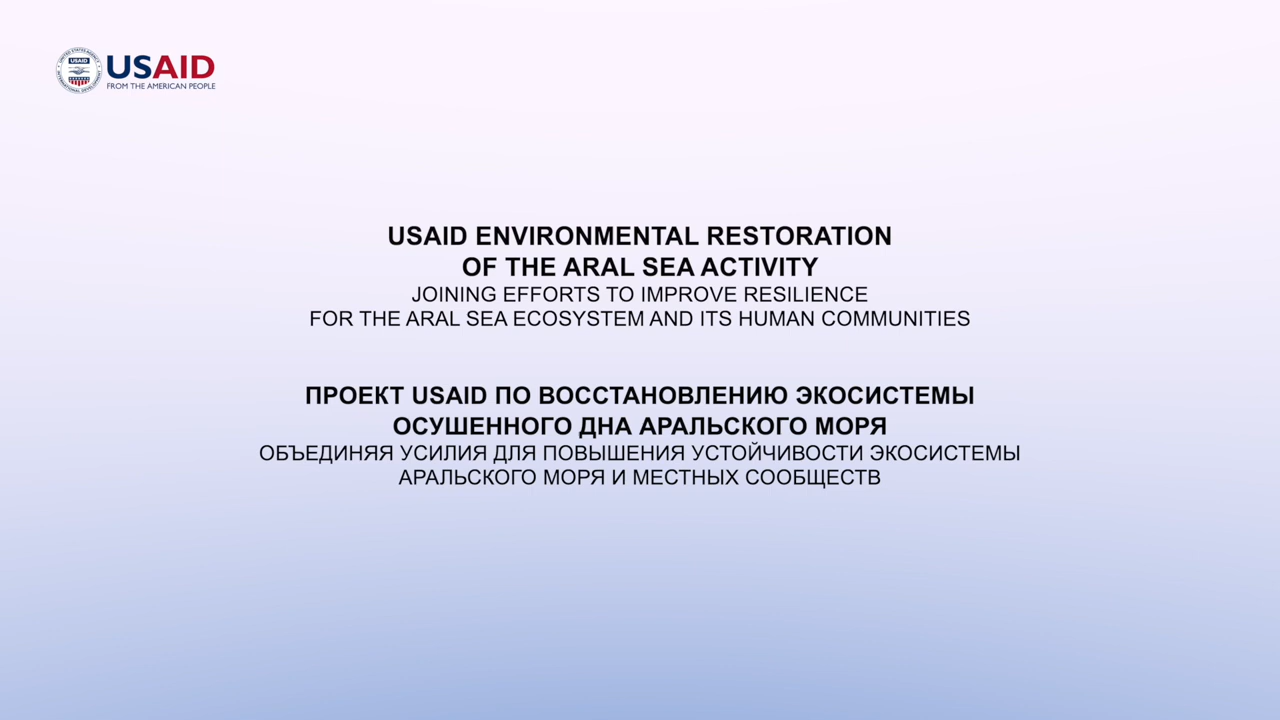 USAID
FROM THE AMERICAN PEOPLE
USAID ENVIRONMENTAL RESTORATION
OF THE ARAL SEA ACTIVITY
JOINING EFFORTS TO IMPROVE RESILIENCE
FOR THE ARAL SEA ECOSYSTEM AND ITS HUMAN COMMUNITIES
ПРОЕКТ USAID ПО ВОССТАНОВЛЕНИЮ ЭКОСИСТЕМЫ
ОСУШЕННОГО ДНА АРАЛЬСКОГО МОРЯ
ОБЪЕДИНЯЯ УСИЛИЯ ДЛЯ ПОВЫШЕНИЯ УСТОЙЧИВОСТИ ЭКОСИСТЕМЫ
АРАЛЬСКОГО МОРЯ И МЕСТНЫХ СООБЩЕСТВ